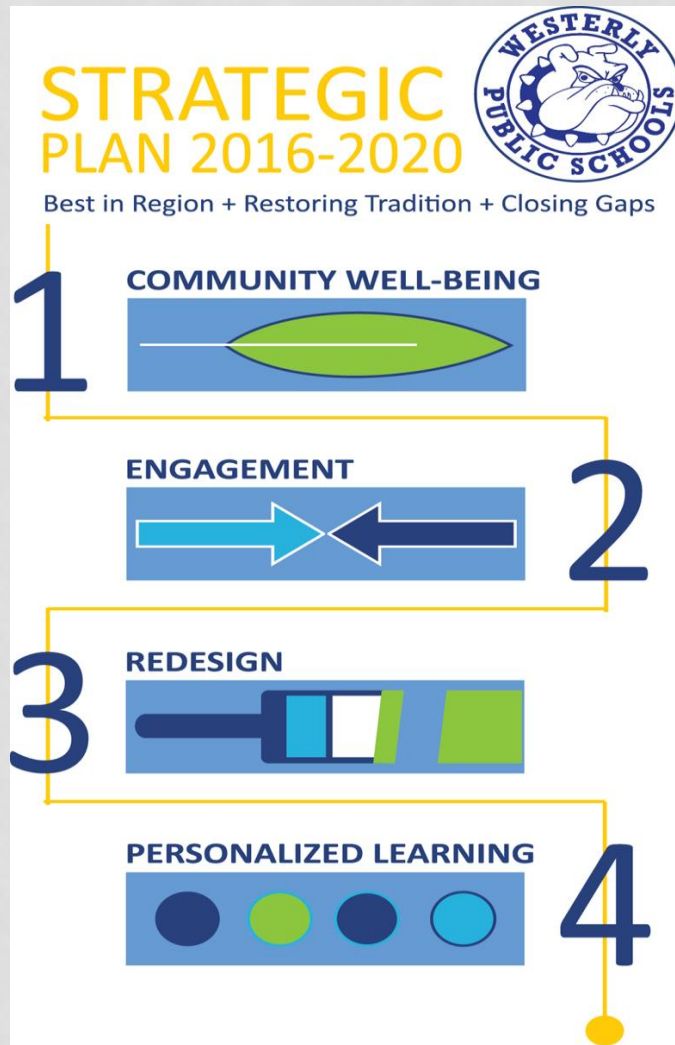 STRATEGIC
PLAN 2016-2020
WESTERLY
PUBLIC SCHOOLS
Best in Region + Restoring Tradition + Closing Gaps
1
COMMUNITY WELL-BEING
ENGAGEMENT
2
3
REDESIGN
PERSONALIZED LEARNING
4